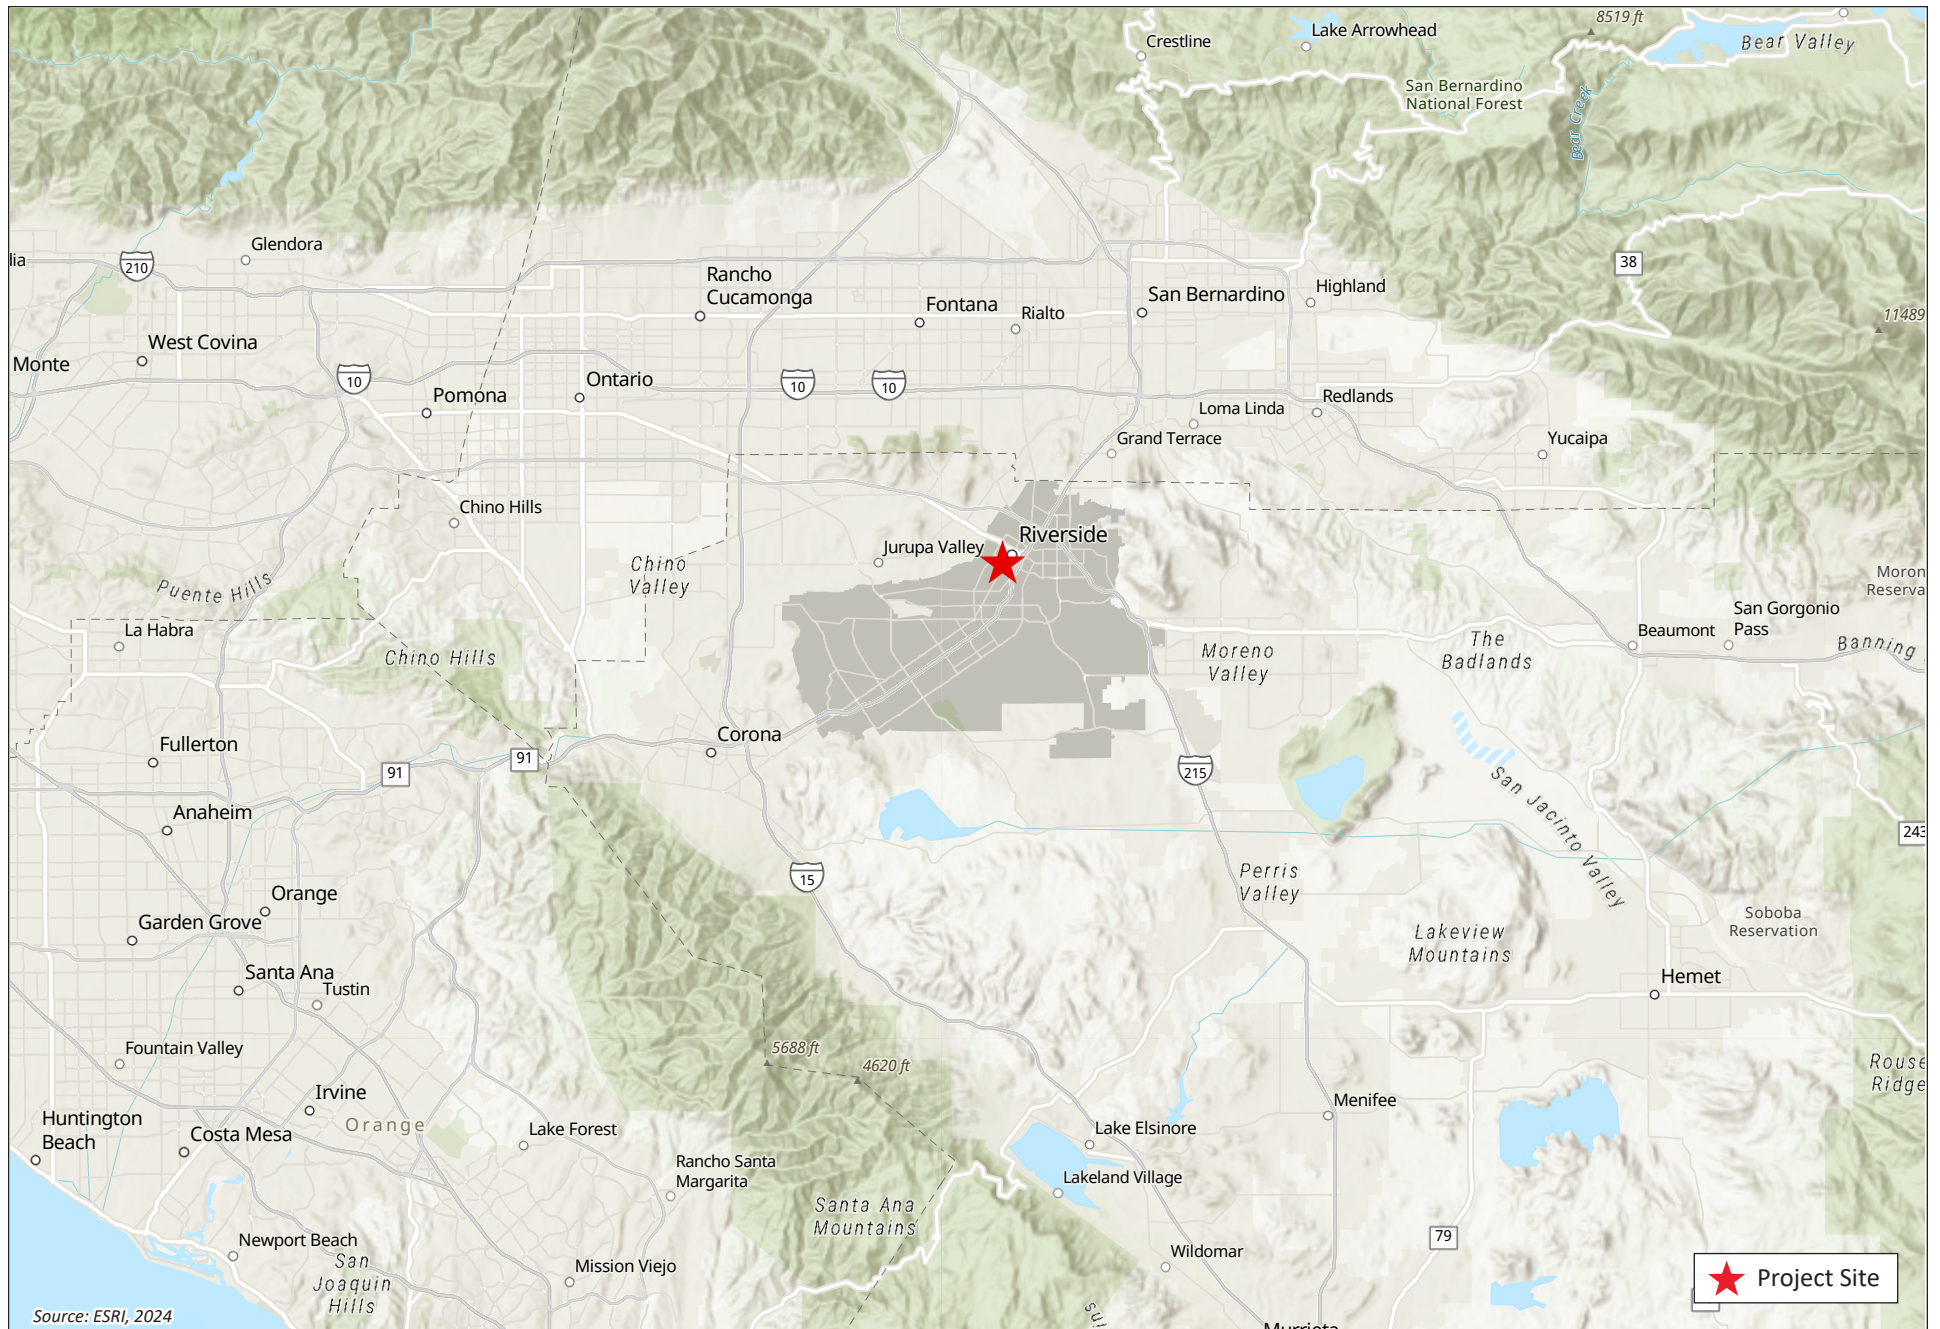 8519 ft
Crestline
Lake Arrowhead
Bear Valley
San Bernardino
National Forest
Bear Creek
Glendora
lia
210
38
Rancho
Cucamonga
Fontana
Rialto
San Bernardino
Highland
11489
West Covina
Monte
10
Pomona
Ontario
10
10
Loma Linda
Redlands
Grand Terrace
Yucaipa
Chino Hills
Riverside
Jurupa Valley
Chino
Valley
Puente Hills
Moron
Reserva
La Habra
Chino Hills
Moreno
Valley
The
Badlands
Beaumont
San Gorgonio
Pass
Banning
Corona
Fullerton
91
91
215
Anaheim
San Jacinto Valley
243
15
Perris
Valley
Orange
Garden Grove
Lakeview
Mountains
Soboba
Reservation
Santa Ana
Tustin
Hemet
Fountain Valley
5688 ft
4620 ft
Rouse
Ridge
Irvine
Orange
Menifee
Huntington
Beach
Costa Mesa
Lake Forest
Lake Elsinore
Rancho Santa
Margarita
Lakeland Village
Santa Ana
Mountains
79
Newport Beach
San
Joaquin
Hills
Mission Viejo
Wildomar
Project Site
Source: ESRI, 2024
Murrieta